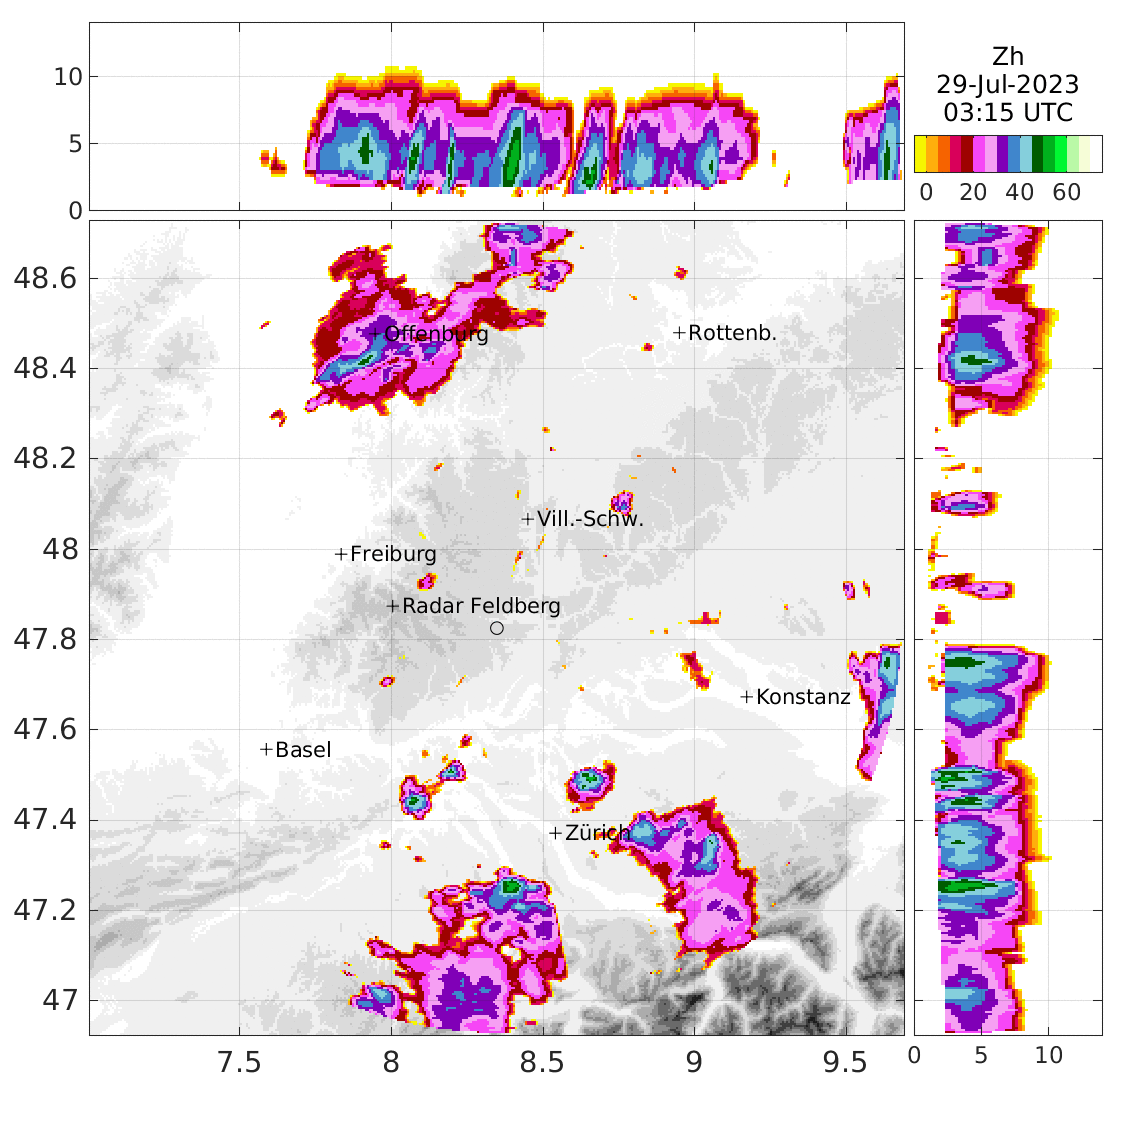 10
5
0
Zh
29-Jul-2023
03:15 UTC
0 20 40 60
48.6
48.4
48.2
48
47.8
47.6
47.4
47.2
47
Offenburg
+Rottenb.
+Vill.-Schw.
+Freiburg
+Radar Feldberg
+Konstanz
+Basel
+Zürich
7.5 8 8.5 9 9.5
0 5 10